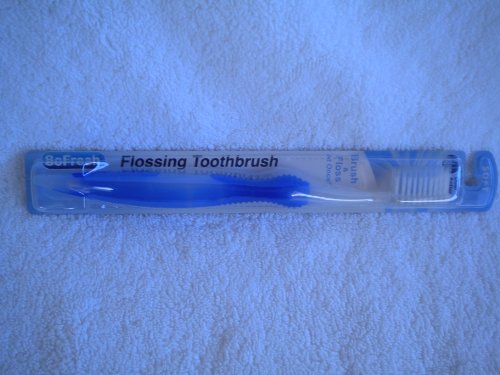 SoFresh
Flossing Toothbrush
Brush
&
Floss
at Once!